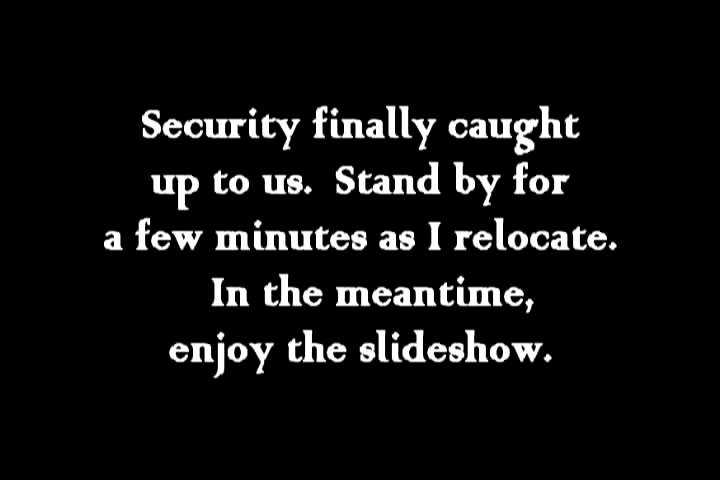 Security finally caught
up to us.  Stand by for
a few minutes as I relocate.
In the meantime,
enjoy the slideshow.